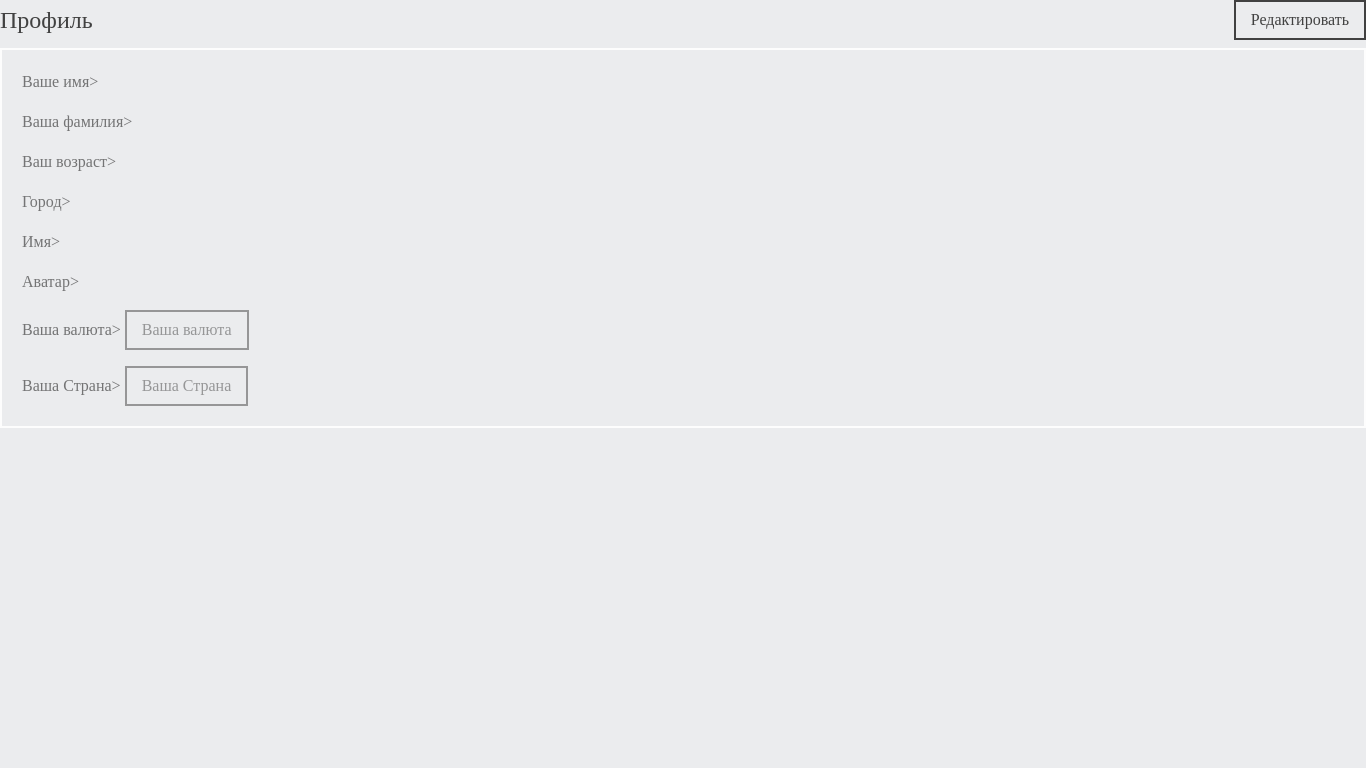 Профиль
Редактировать
Ваше имя>
Ваша фамилия>
Ваш возраст>
Город>
Имя>
Аватар>
Ваша валюта> Ваша валюта
Ваша Страна> Ваша Страна